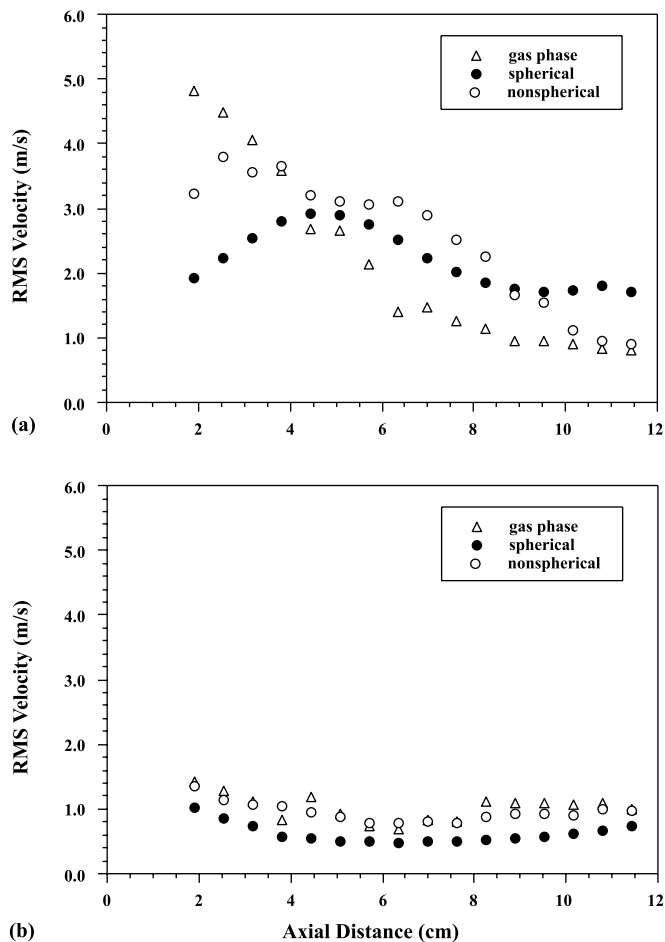 6.0
5.0
4.0
3.0
2.0
1.0
0.0
RMS Velocity (m/s)
gas phase
spherical
nonspherical
0 2 4 6 8 10 12
(a)
6.0
5.0
4.0
3.0
2.0
1.0
0.0
RMS Velocity (m/s)
gas phase
spherical
nonspherical
0 2 4 6 8 10 12
(b)
Axial Distance (cm)